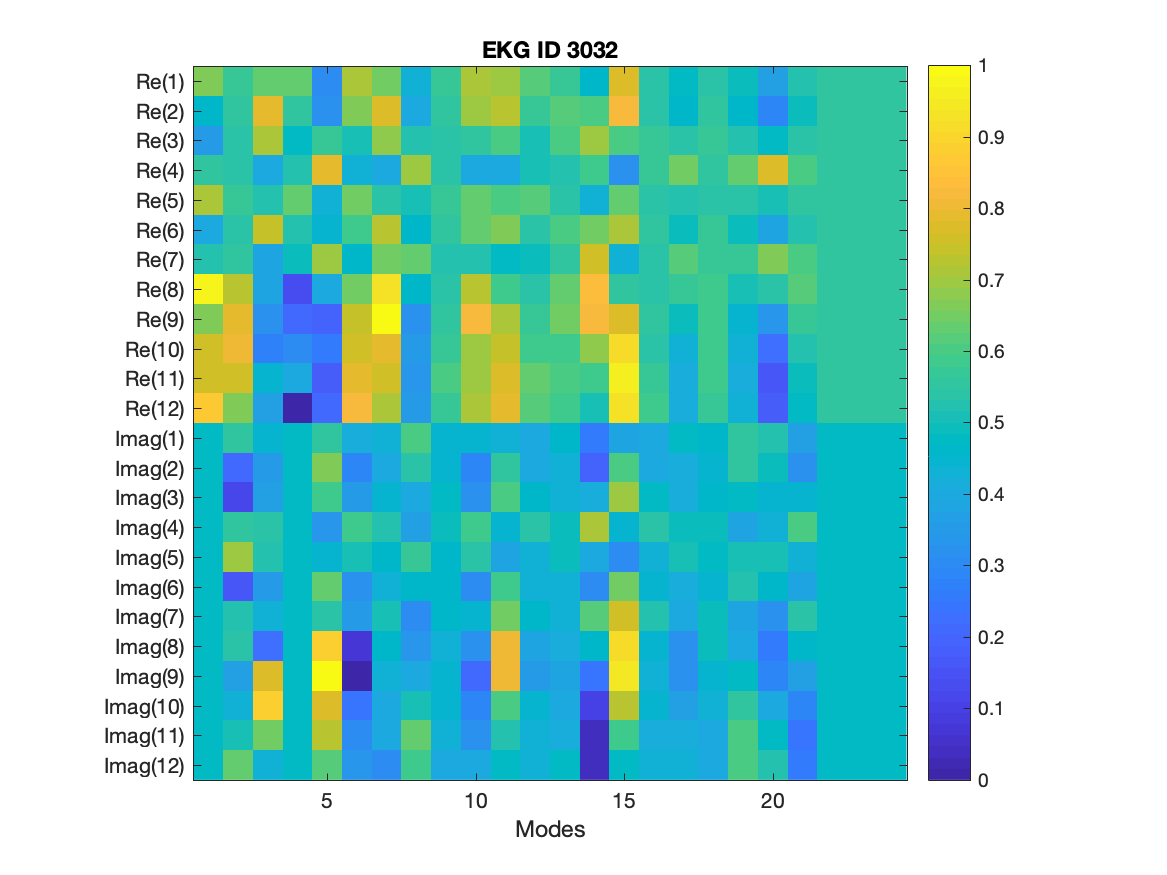 EKG ID 3032
Re(1)
Re(2)
Re(3)
Re(4)
Re(5)
Re(6)
Re(7)
Re(8)
Re(9)
Re(10)
Re(11)
Re(12)
Imag(1)
Imag(2)
Imag(3)
Imag(4)
Imag(5)
Imag(6)
Imag(7)
Imag(8)
Imag(9)
Imag(10)
Imag(11)
Imag(12)
5 10 15 20
Modes
1
0.9
0.8
0.7
0.6
0.5
0.4
0.3
0.2
0.1
0